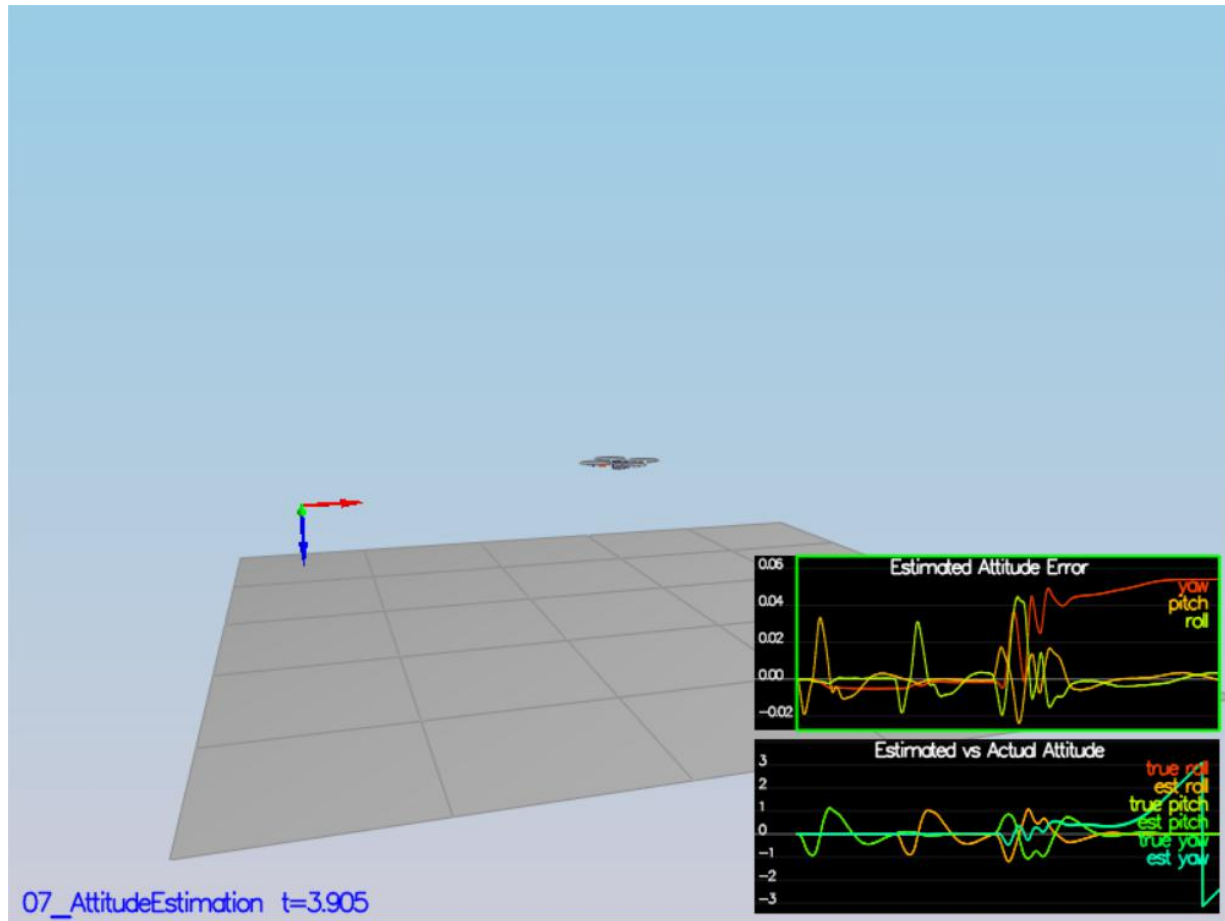 Estimated Attitude Error
0.06
0.04
0.02
0.00
-0.02
yaw
pitch
roll
Estimated vs Actual Attitude
3
2
1
0
-1
-2
-3
true roll
est roll
true pitch
est pitch
true yaw
est yaw
07_AttitudeEstimation t=3.905